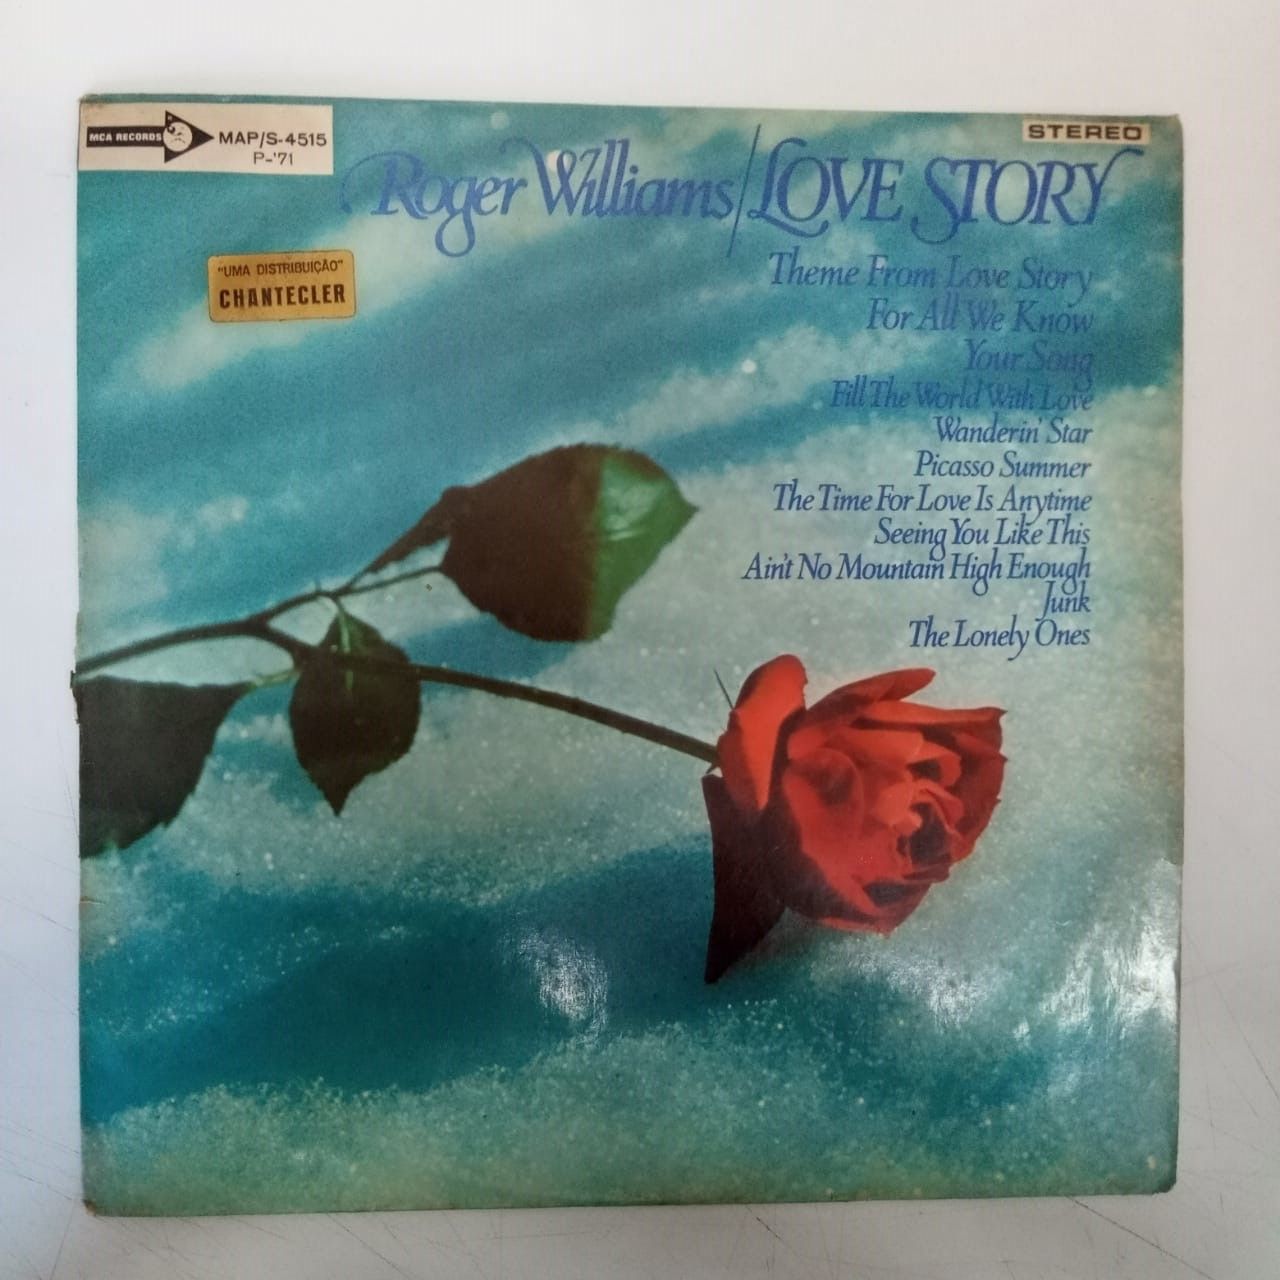 MCA RECORDS MAP/S-4515
P-'71
STEREO
Roger Williams/LOVE STORY
"UMA DISTRIBUIÇÃO"
CHANTECLER
Theme From Love Story
For All We Know
Your Song
Fill The World With Love
Wanderin' Star
Picasso Summer
The Time For Love Is Anytime
Seeing You Like This
Ain't No Mountain High Enough
Junk
The Lonely Ones